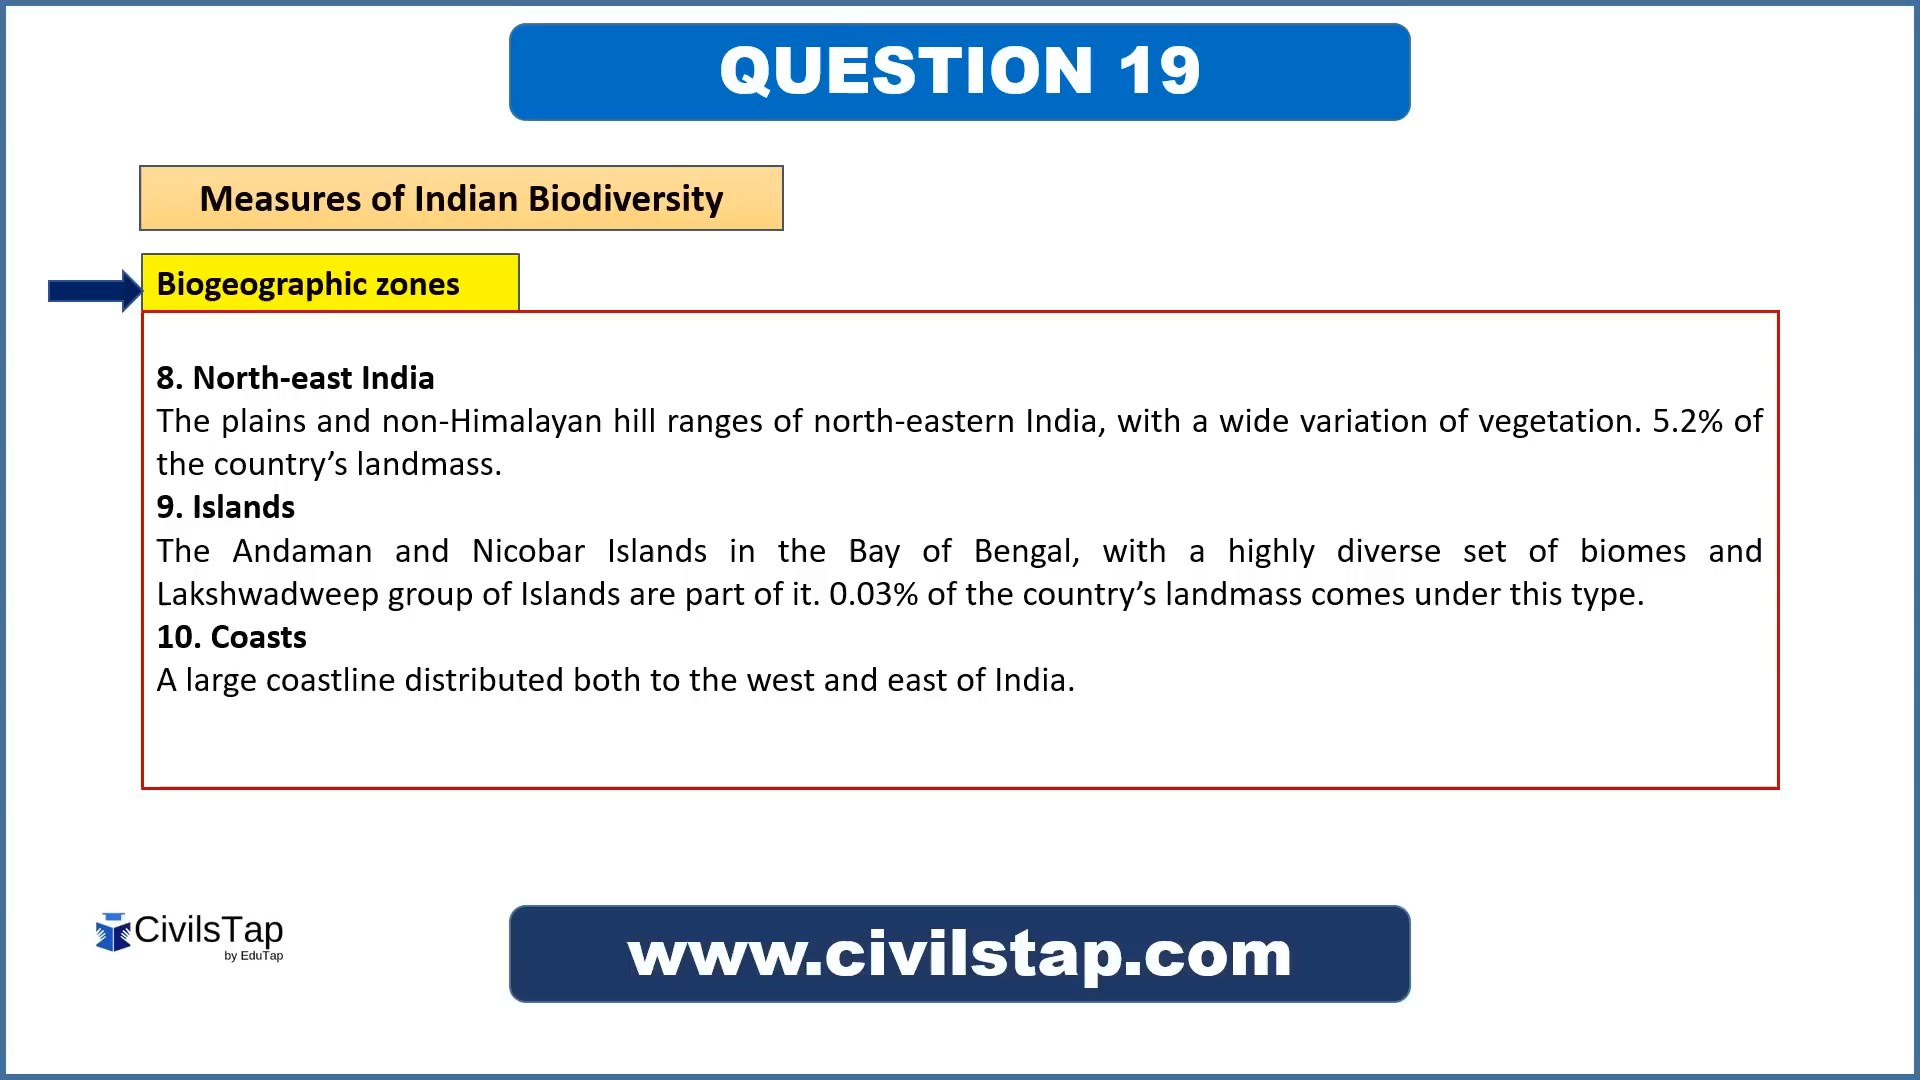 QUESTION 19
Measures of Indian Biodiversity
Biogeographic zones
8. North-east India
The plains and non-Himalayan hill ranges of north-eastern India, with a wide variation of vegetation. 5.2% of
the country’s landmass.
9. Islands
The Andaman and Nicobar Islands in the Bay of Bengal, with a highly diverse set of biomes and
Lakshwadweep group of Islands are part of it. 0.03% of the country’s landmass comes under this type.
10. Coasts
A large coastline distributed both to the west and east of India.
CivilsTap
by EduTap
www.civilstap.com